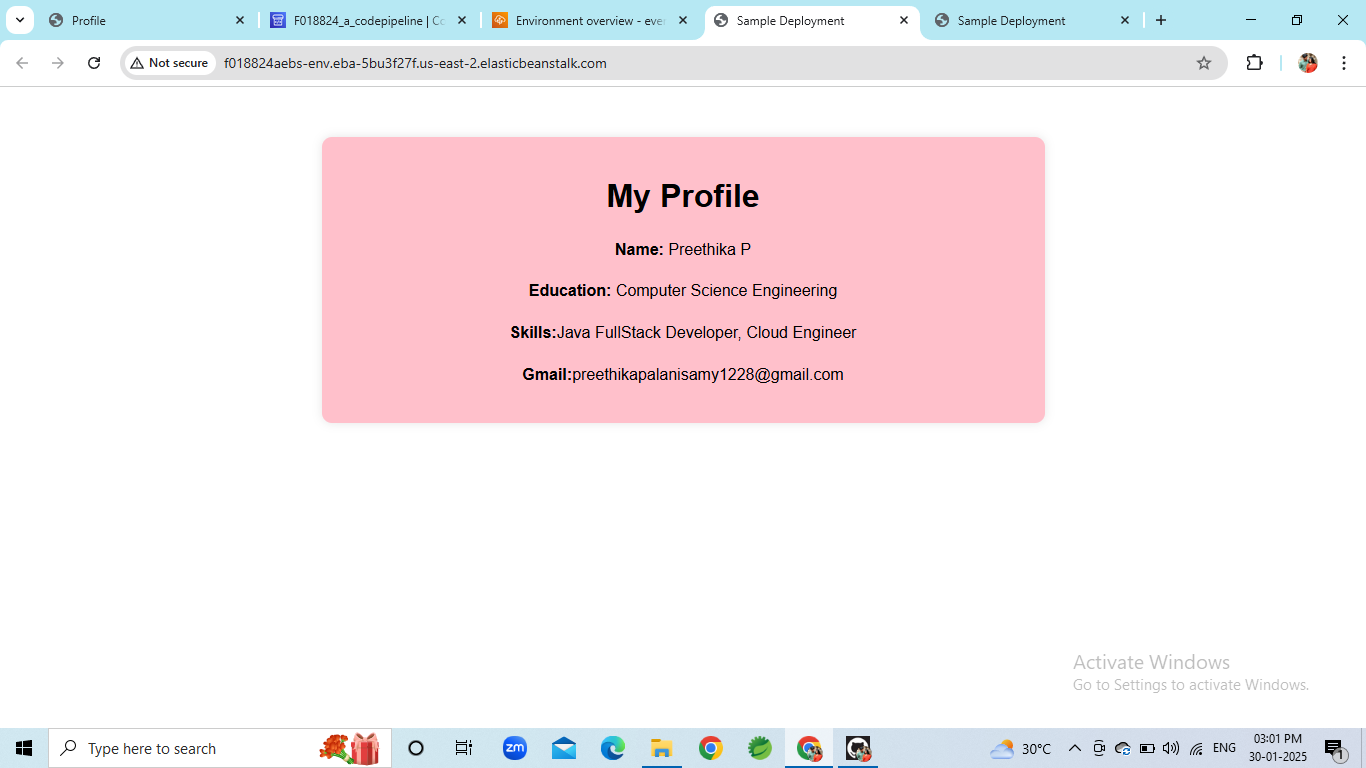 Profile
F018824_a_codepipeline | Co
Environment overview - eve
Sample Deployment
Sample Deployment
Not secure
f018824aebs-env.eba-5bu3f27f.us-east-2.elasticbeanstalk.com
My Profile
Name: Preethika P
Education: Computer Science Engineering
Skills:Java FullStack Developer, Cloud Engineer
Gmail:preethikapalanisamy1228@gmail.com
Activate Windows
Go to Settings to activate Windows.
Type here to search
zm
30°C
ENG
03:01 PM
30-01-2025
1